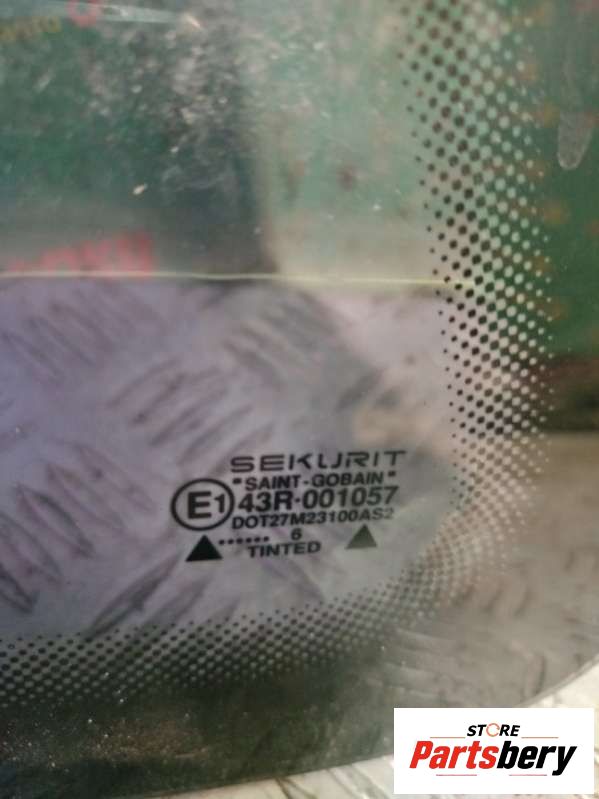 SEKURIT
"SAINT-GOBAIN"
E1 43R-001057
DOT27M23100AS2
...... 6
TINTED
STORE
Partsbery